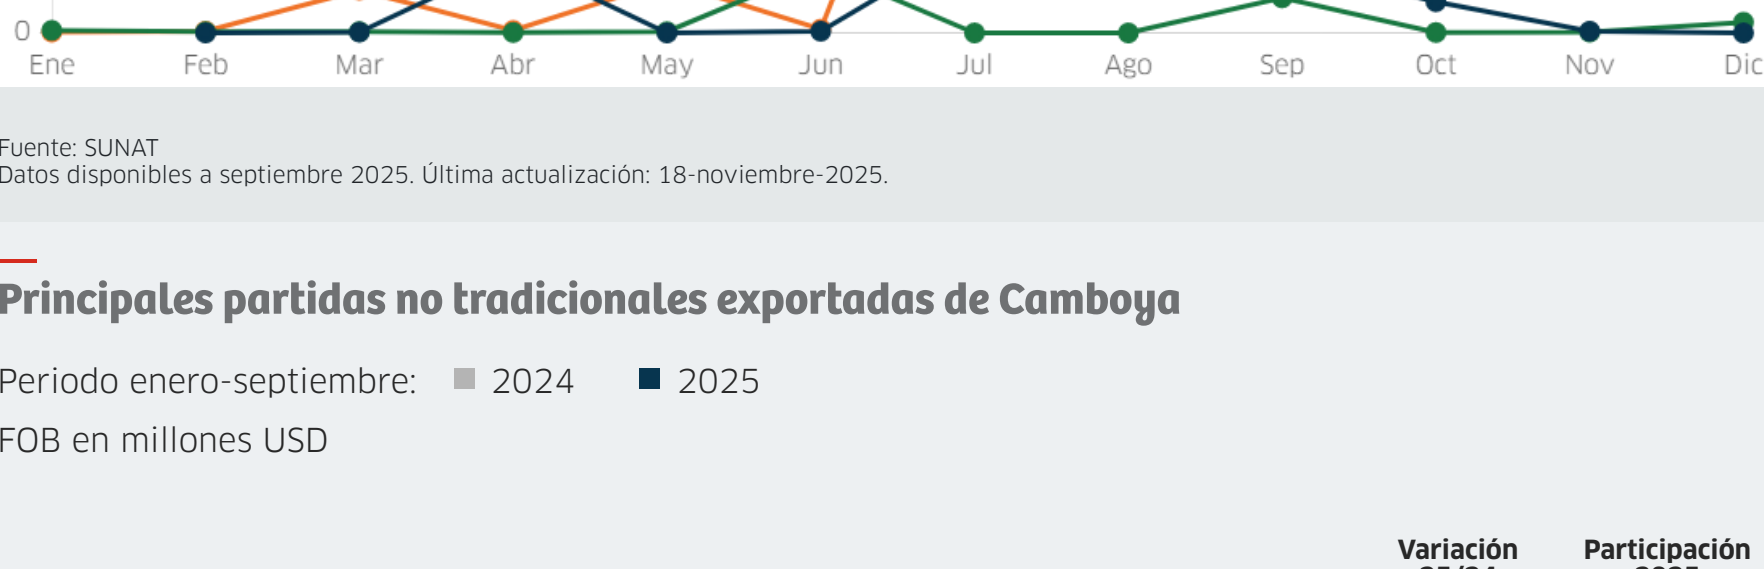 0
Ene Feb Mar Abr May Jun Jul Ago Sep Oct Nov Dic
Fuente: SUNAT
Datos disponibles a septiembre 2025. Última actualización: 18-noviembre-2025.
Principales partidas no tradicionales exportadas de Camboya
Periodo enero-septiembre: 2024 2025
FOB en millones USD
Variación Participación